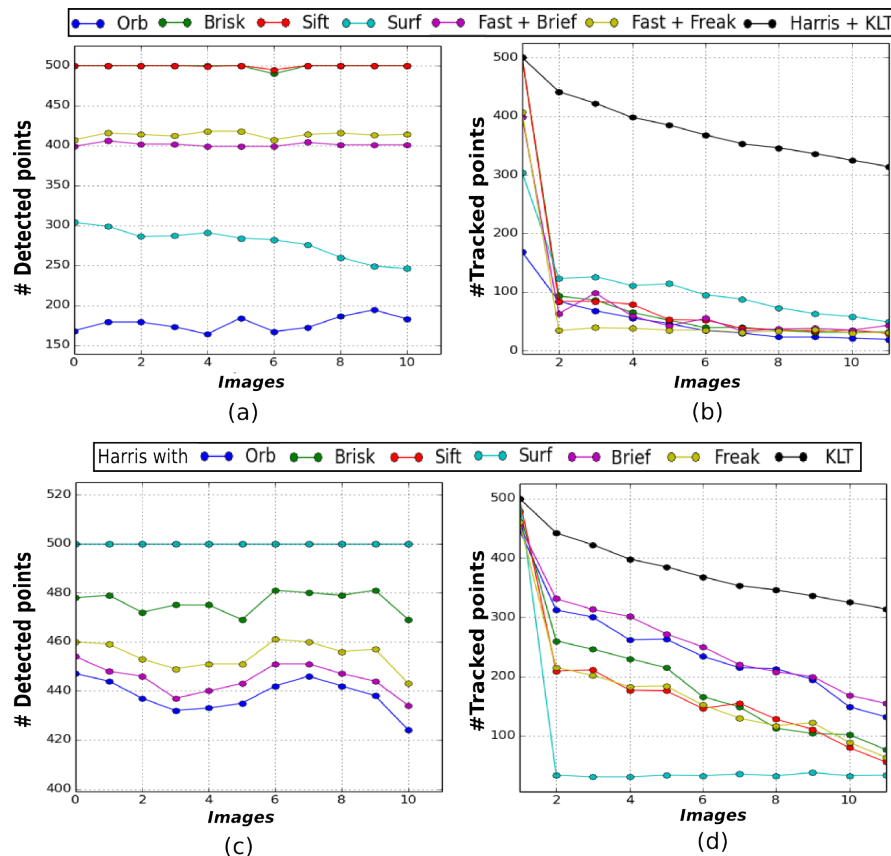 Orb Brisk Sift Surf Fast + Brief Fast + Freak Harris + KLT
# Detected points
500
450
400
350
300
250
200
150
0 2 4 6 8 10
Images
(a)
#Tracked points
500
400
300
200
100
0
2 4 6 8 10
Images
(b)
Harris with Orb Brisk Sift Surf Brief Freak KLT
# Detected points
520
500
480
460
440
420
400
0 2 4 6 8 10
Images
(c)
#Tracked points
500
400
300
200
100
2 4 6 8 10
Images
(d)